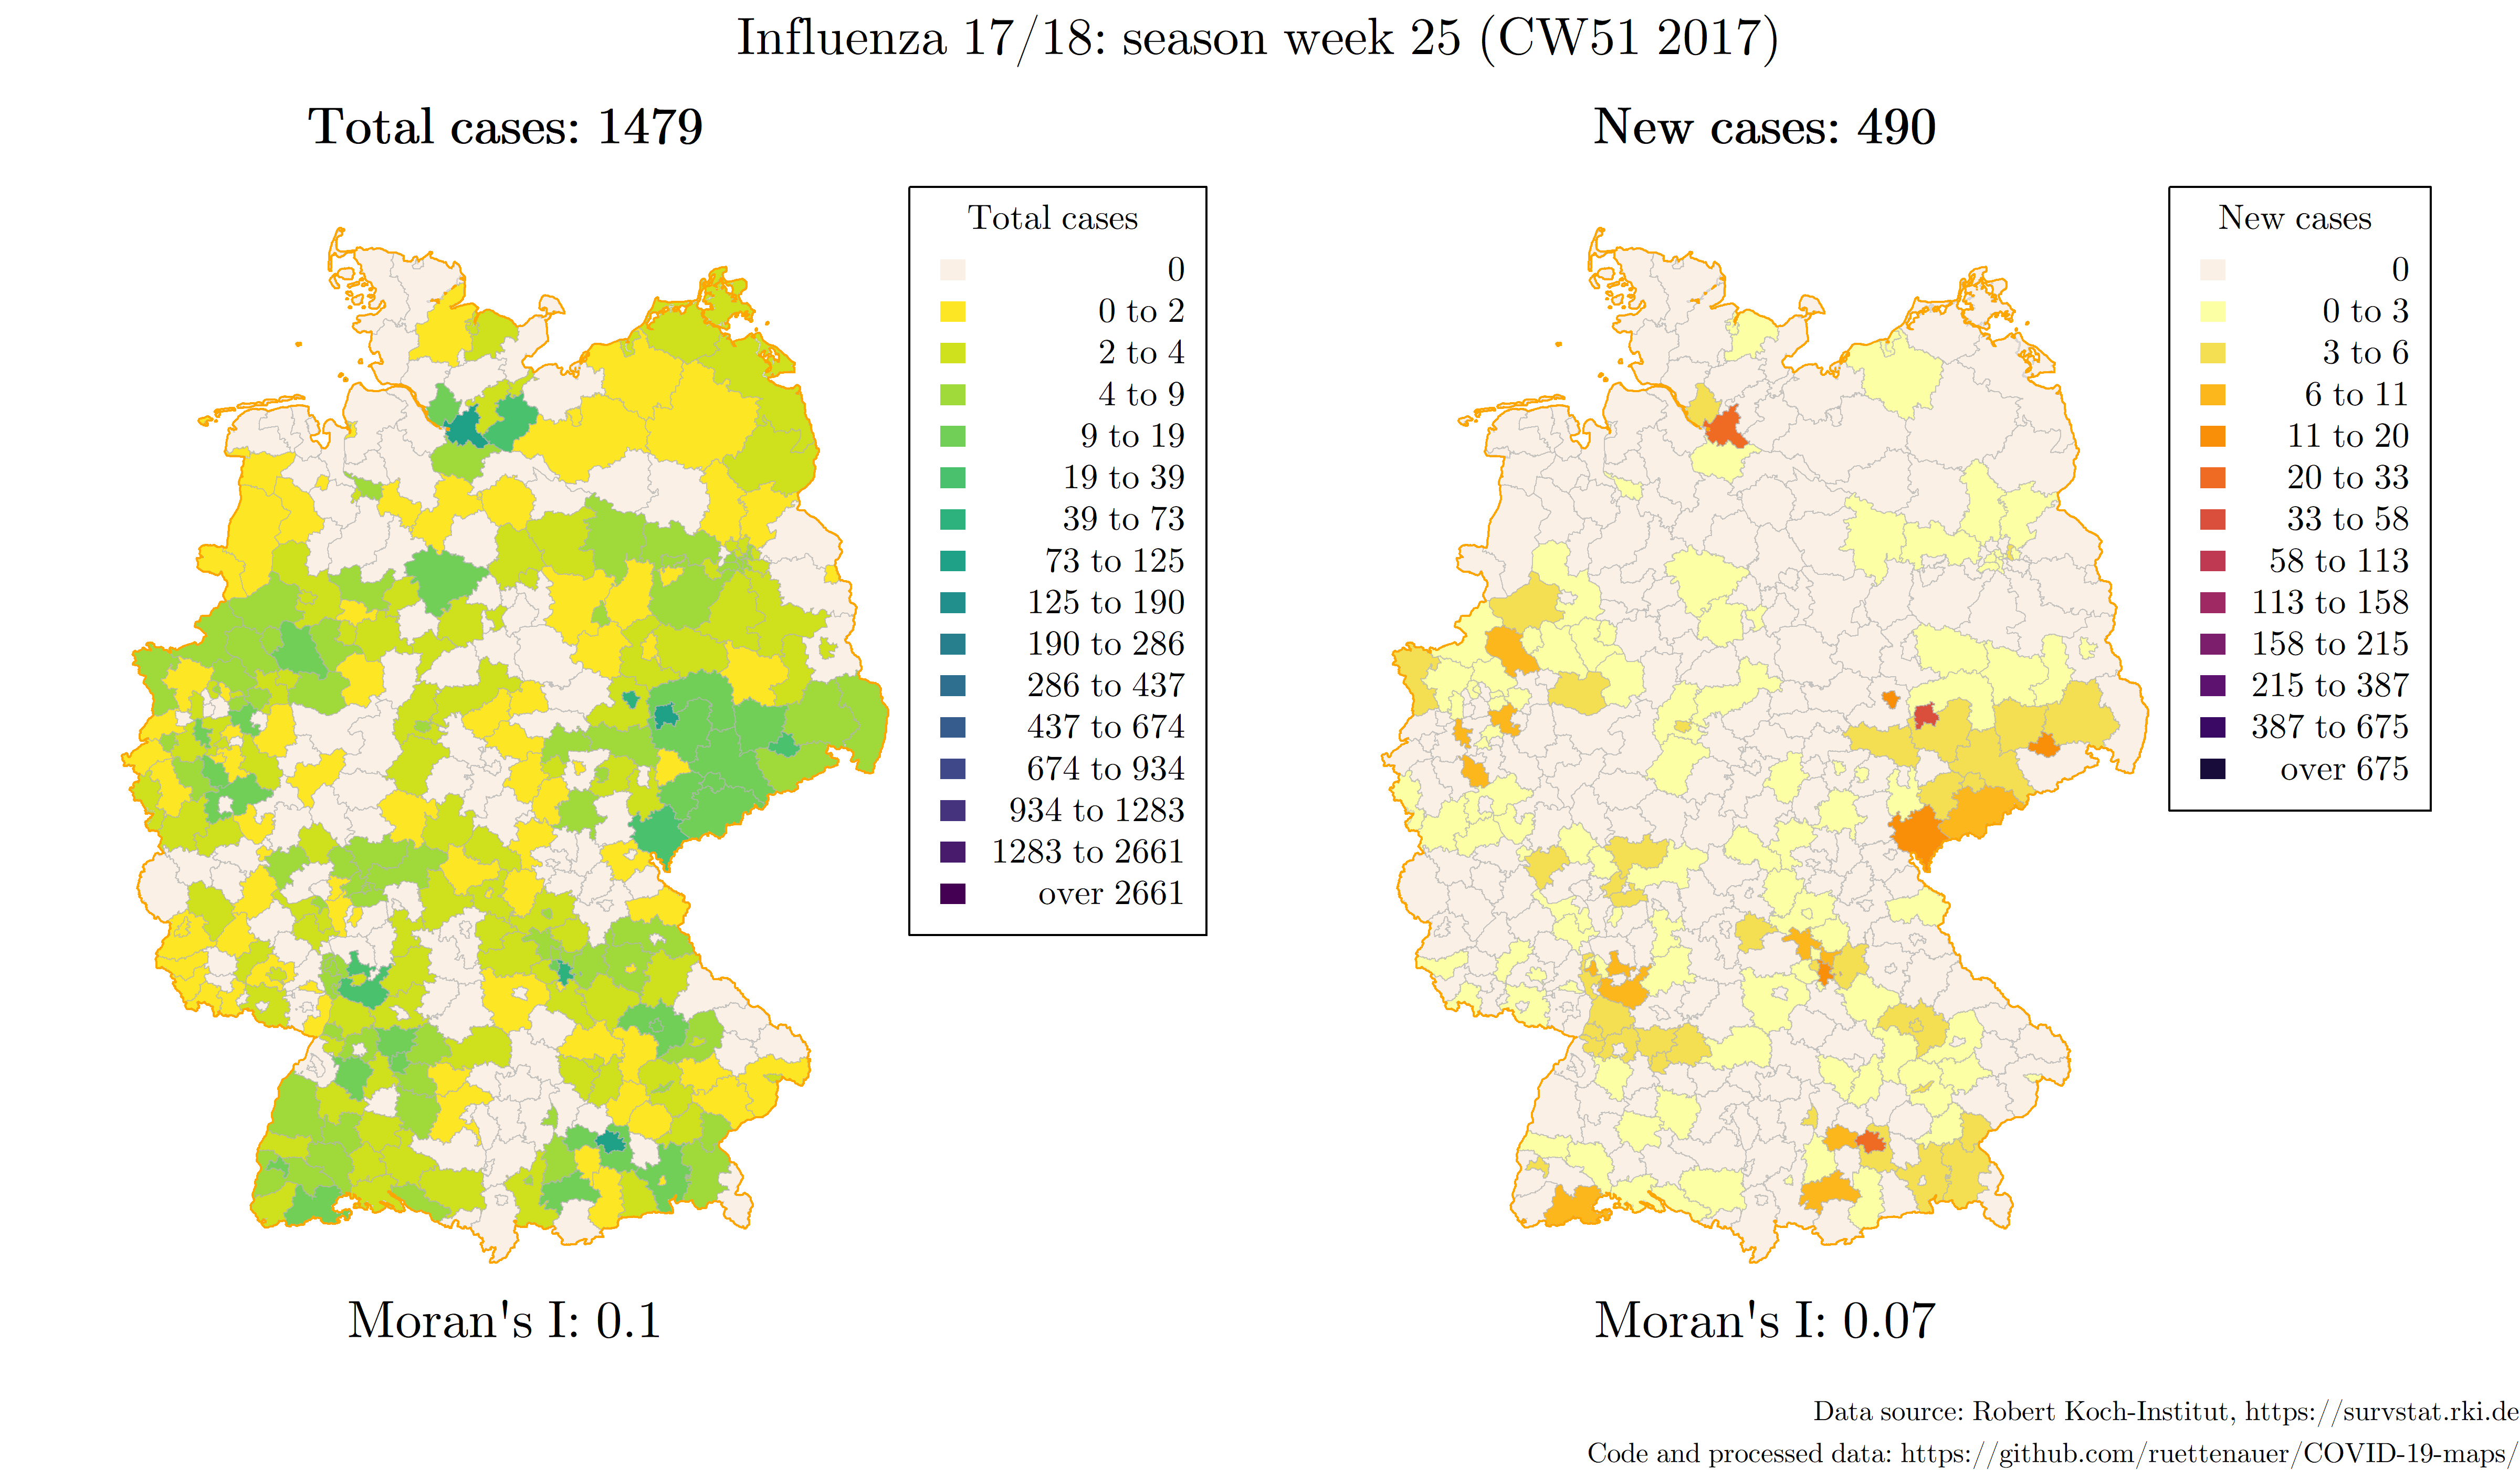 Influenza 17/18: season week 25 (CW51 2017)
Total cases: 1479
Total cases
0
0 to 2
2 to 4
4 to 9
9 to 19
19 to 39
39 to 73
73 to 125
125 to 190
190 to 286
286 to 437
437 to 674
674 to 934
934 to 1283
1283 to 2661
over 2661
Moran's I: 0.1
New cases: 490
New cases
0
0 to 3
3 to 6
6 to 11
11 to 20
20 to 33
33 to 58
58 to 113
113 to 158
158 to 215
215 to 387
387 to 675
over 675
Moran's I: 0.07
Data source: Robert Koch-Institut, https://survstat.rki.de
Code and processed data: https://github.com/ruettenauer/COVID-19-maps/